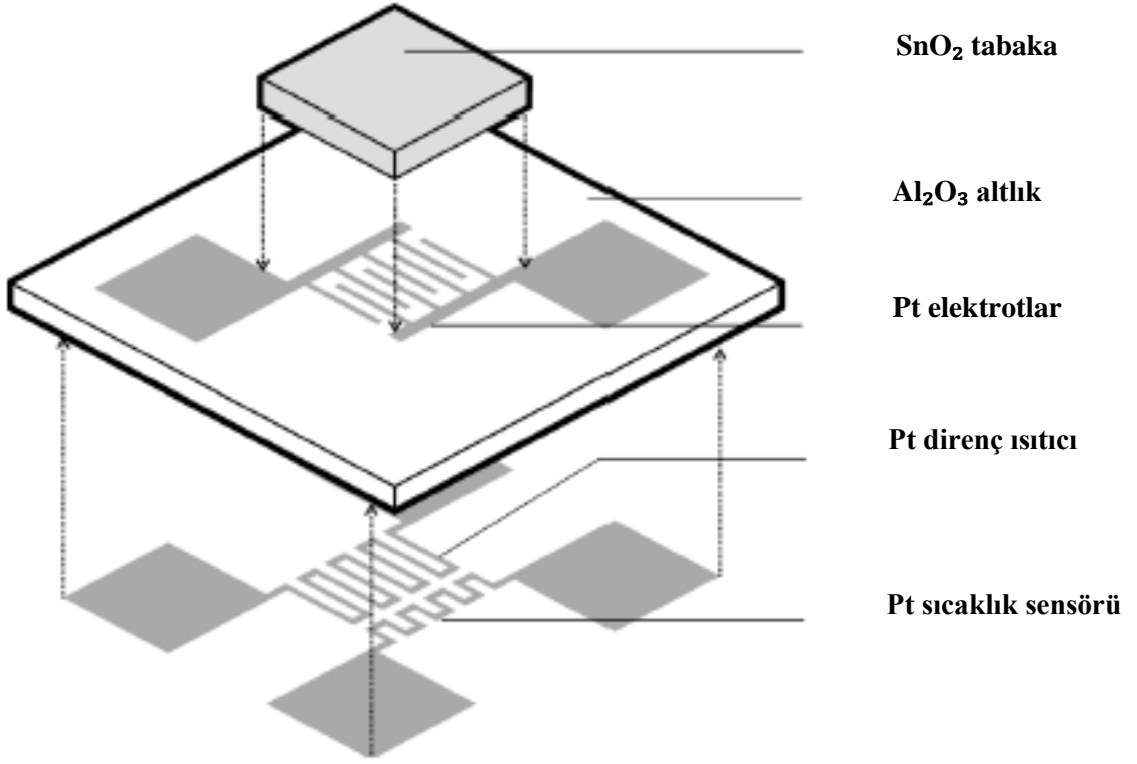 SnO₂ tabaka
Al₂O₃ altlık
Pt elektrotlar
Pt direnç ısıtıcı
Pt sıcaklık sensörü